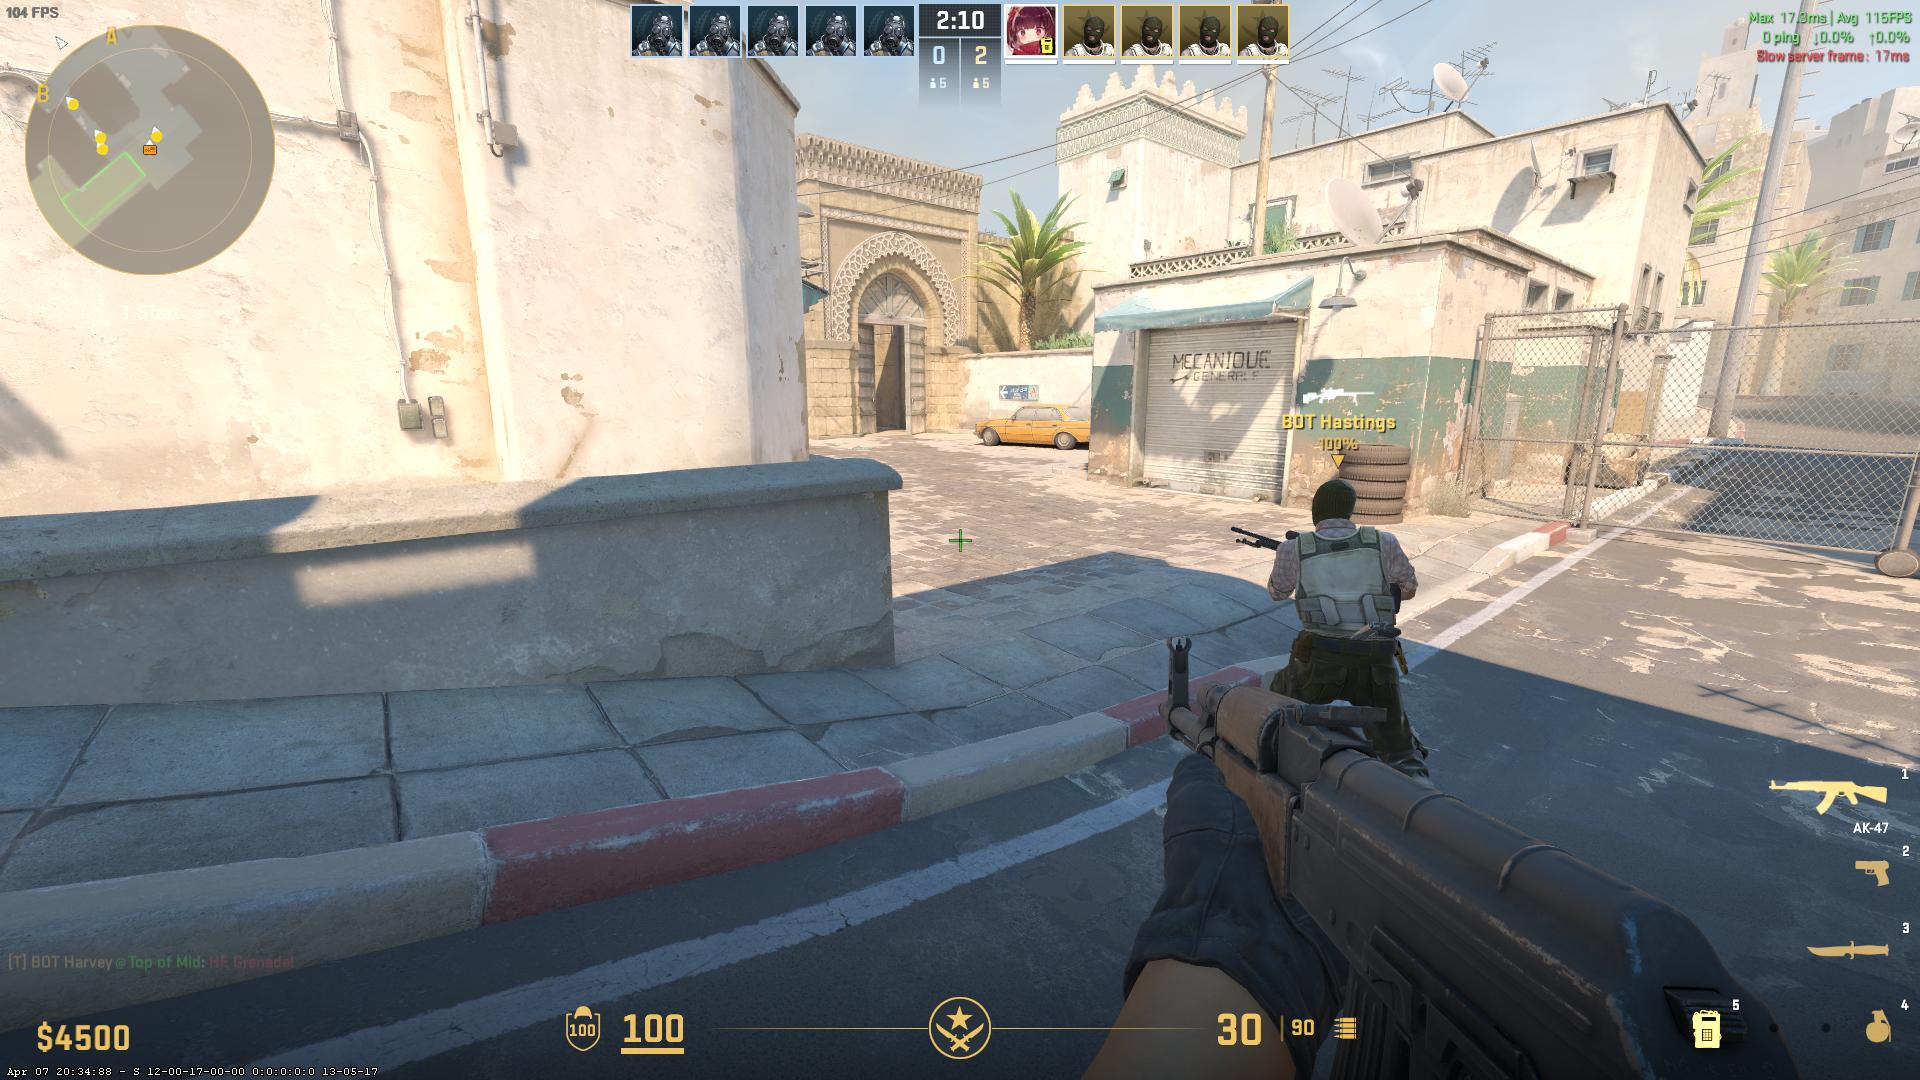 104 FPS
A
B
T Start
2:10
0 2
5 5
Max 17.3ms | Avg 115FPS
0 ping ↓0.0% ↑0.0%
Slow server frame: 17ms
MECANIQUE
GENERALE
BOT Hastings
100%
1
AK-47
2
3
4
5
[T] BOT Harvey @ Top of Mid: HE Grenade!
$4500
100 100
30 | 90
Apr 07 20:34:88 - S 12-00-17-00-00 0:0:0:0:0 13-05-17